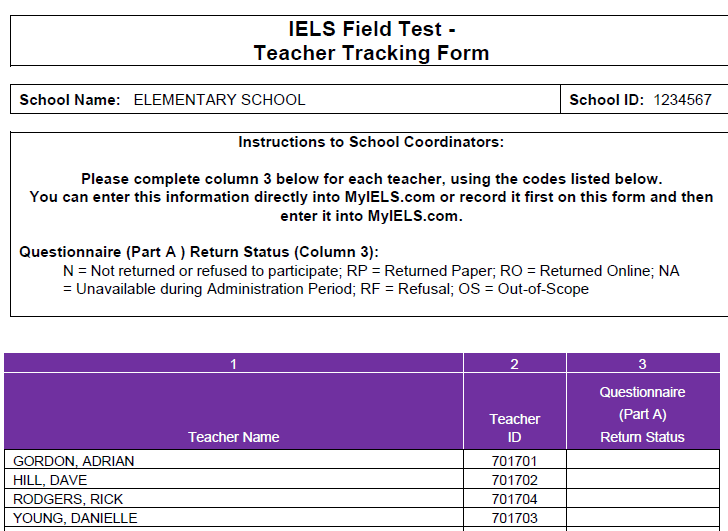 IELS Field Test -
Teacher Tracking Form
School Name: ELEMENTARY SCHOOL School ID: 1234567
Instructions to School Coordinators:
Please complete column 3 below for each teacher, using the codes listed below.
You can enter this information directly into MyIELS.com or record it first on this form and then
enter it into MyIELS.com.
Questionnaire (Part A ) Return Status (Column 3):
N = Not returned or refused to participate; RP = Returned Paper; RO = Returned Online; NA
= Unavailable during Administration Period; RF = Refusal; OS = Out-of-Scope
1 2 3
Teacher Name Teacher ID Questionnaire (Part A) Return Status
GORDON, ADRIAN 701701
HILL, DAVE 701702
RODGERS, RICK 701704
YOUNG, DANIELLE 701703